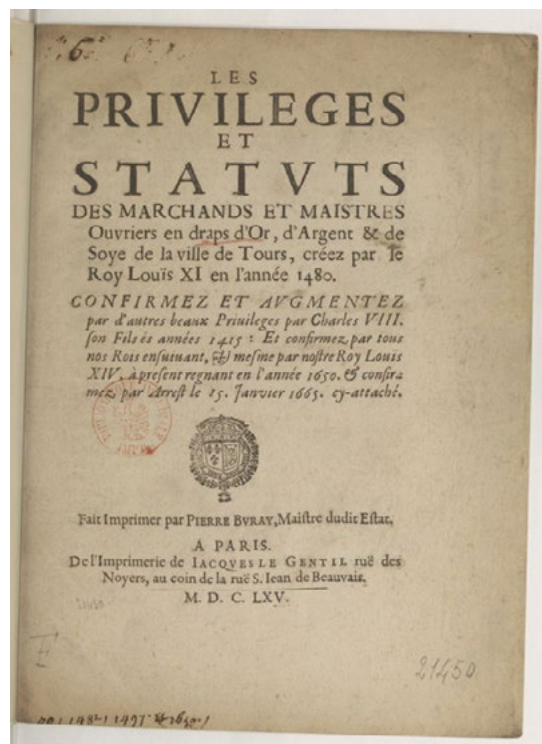 LES
PRIVILEGES
ET
STATVTS
DES MARCHANDS ET MAISTRES
Ouvriers en draps d'Or, d'Argent & de
Soye de la ville de Tours, créez par le
Roy Louïs XI en l'année 1480.
CONFIRMEZ ET AVGMENTEZ
par d'autres beaux Priuileges par Charles VIII.
son Fils és années 1415 : Et confirmez par tous
nos Rois ensuiuant, & mesme par nostre Roy Louis
XIV. à present regnant en l'année 1650. & confir-
mez, par Arrest le 15. Janvier 1665. cy-attaché.
Fait Imprimer par PIERRE BVRAY, Maistre dudit Estat.
A PARIS.
De l'Imprimerie de IACQVES LE GENTIL ruë des
Noyers, au coin de la ruë S. Iean de Beauvais.
M. D. C. LXV.
E
21450